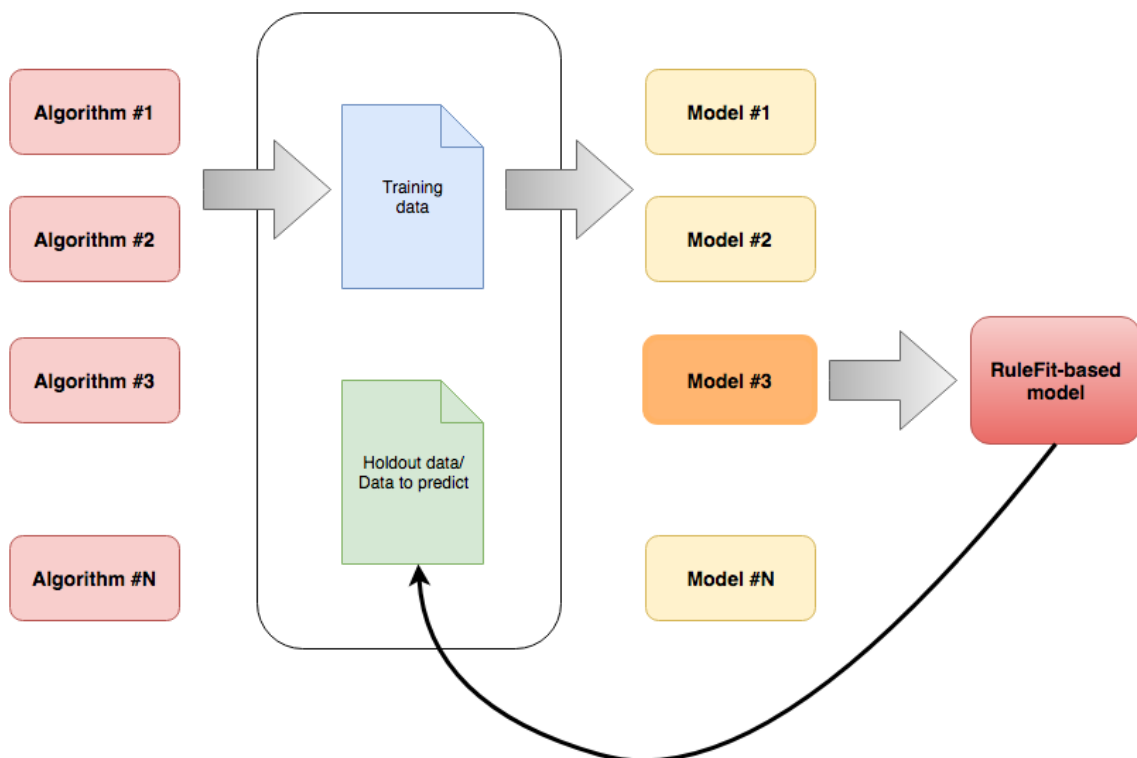 Algorithm #1
Algorithm #2
Algorithm #3
Algorithm #N
Training
data
Holdout data/
Data to predict
Model #1
Model #2
Model #3
Model #N
RuleFit-based
model